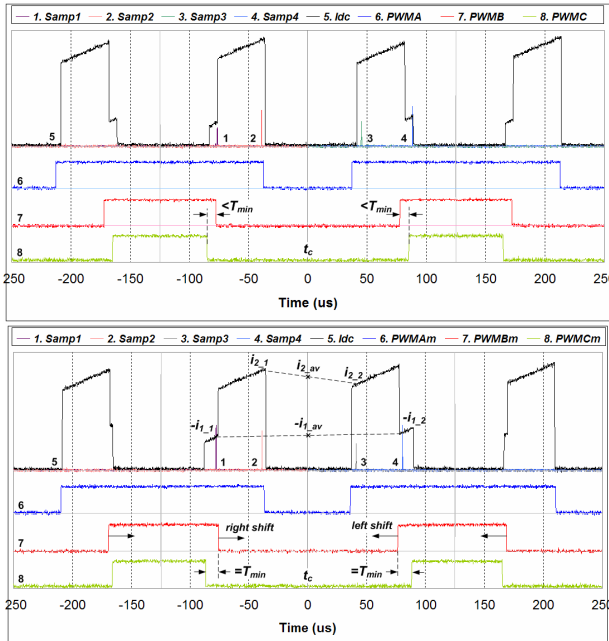 1. Samp1 2. Samp2 3. Samp3 4. Samp4 5. Idc 6. PWMA 7. PWMB 8. PWMC
5 1 2 3 4
6
<Tmin <Tmin
7
8 tc
-250 -200 -150 -100 -50 0 50 100 150 200 250
Time (us)
1. Samp1 2. Samp2 3. Samp3 4. Samp4 5. Idc 6. PWMAm 7. PWMBm 8. PWMCm
i2_1 i2_av i2_2
-i1_1 -i1_av -i1_2
5 1 2 3 4
6
7 right shift left shift
=Tmin =Tmin
8 tc
-250 -200 -150 -100 -50 0 50 100 150 200 250
Time (us)